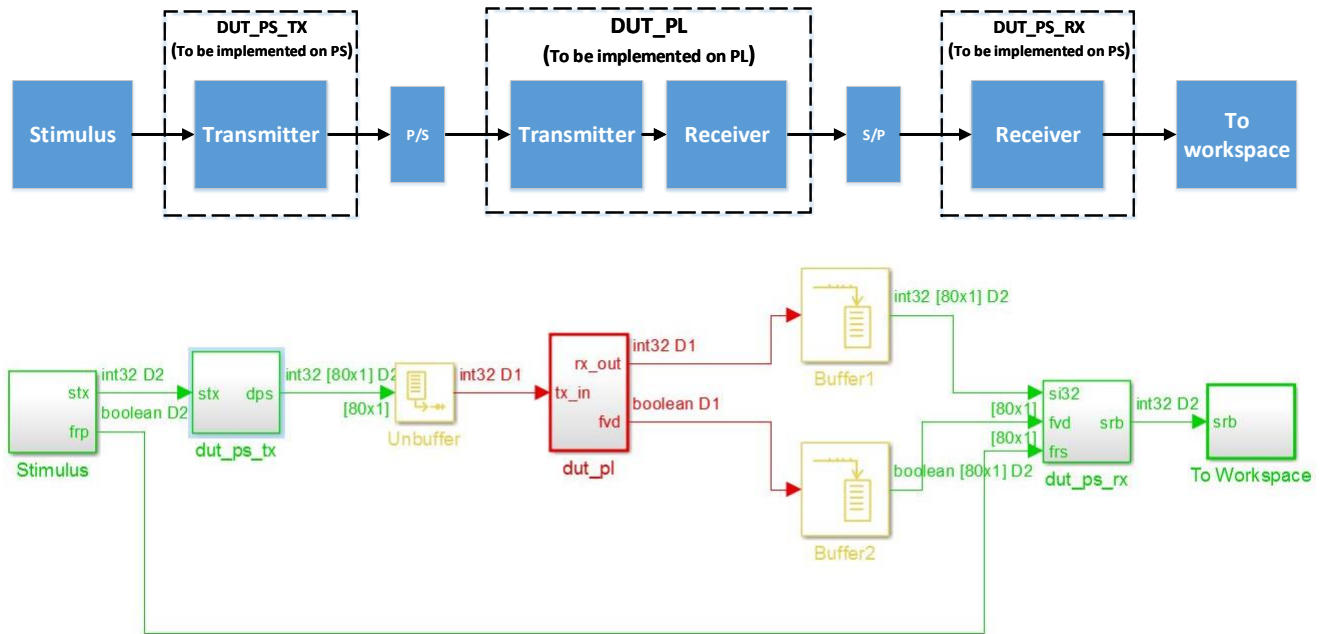 DUT_PS_TX
(To be implemented on PS)
DUT_PL
(To be implemented on PL)
DUT_PS_RX
(To be implemented on PS)
Stimulus
Transmitter
P/S
Transmitter
Receiver
S/P
Receiver
To
workspace
int32 [80x1] D2
Buffer1
int32 D1
rx_out
tx_in
fvd
boolean D1
dut_pl
int32 D2
stx
boolean D2
frp
Stimulus
stx
dps
dut_ps_tx
int32 [80x1] D2
[80x1]
Unbuffer
int32 D1
si32
[80x1]
fvd
srb
[80x1]
frs
int32 D2
srb
boolean [80x1] D2
dut_ps_rx
To Workspace
Buffer2